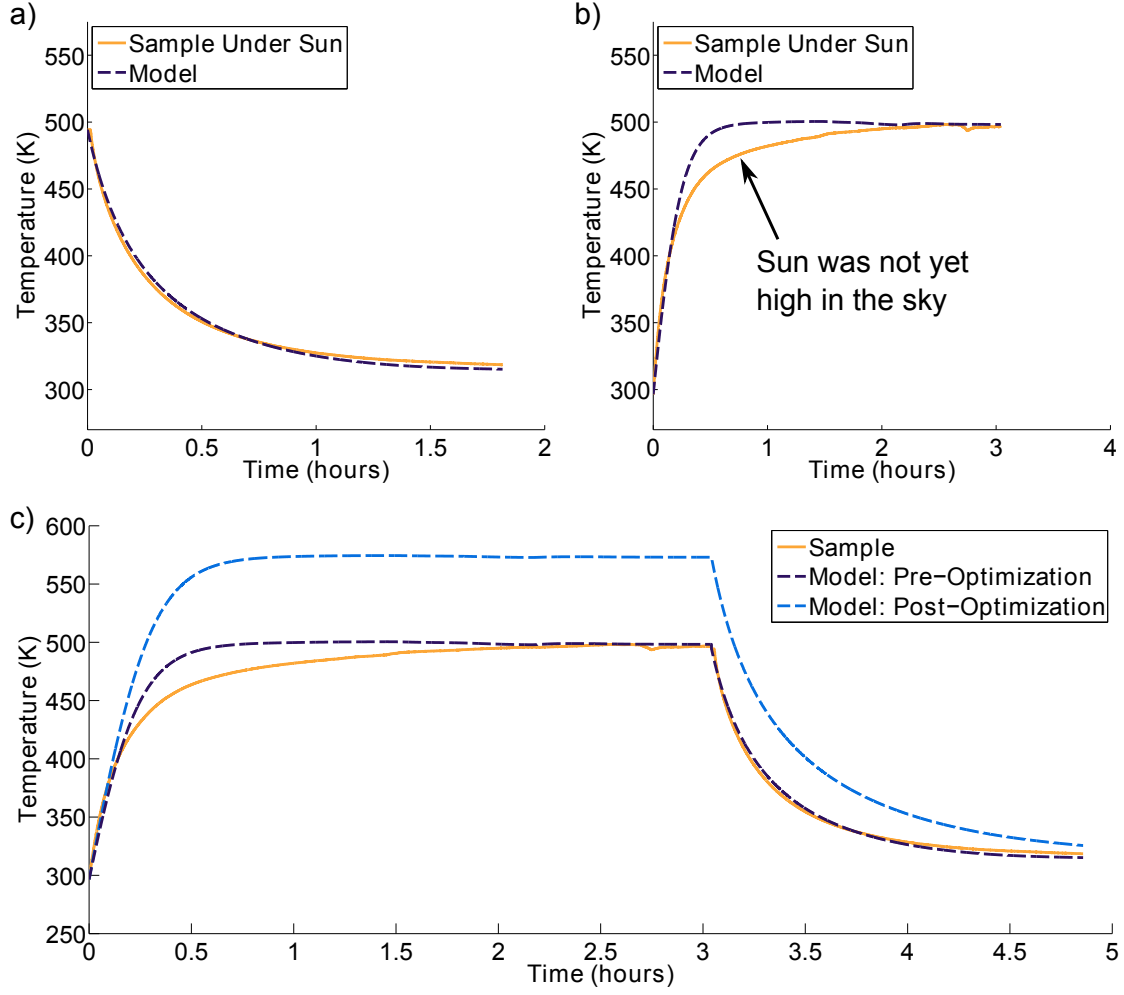 a)
550
500
450
400
350
300
Temperature (K)
Sample Under Sun
Model
0
0.5
1
1.5
2
Time (hours)
b)
550
500
450
400
350
300
Temperature (K)
Sample Under Sun
Model
Sun was not yet
high in the sky
0
1
2
3
4
Time (hours)
c)
600
550
500
450
400
350
300
250
Temperature (K)
Sample
Model: Pre−Optimization
Model: Post−Optimization
0
0.5
1
1.5
2
2.5
3
3.5
4
4.5
5
Time (hours)